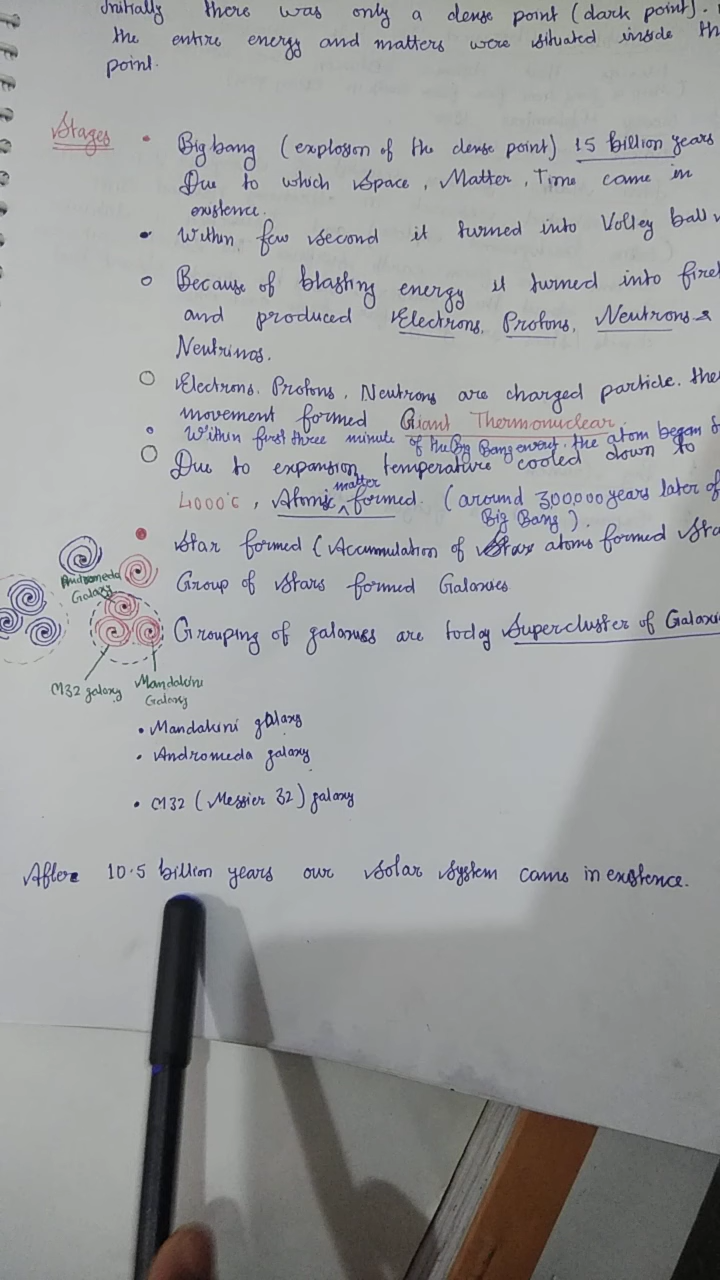 Initially there was only a dense point (dark point).
the entire energy and matters were situated inside th
point.
Stages
• Big bang (explosion of the dense point) 15 billion years
Due to which Space, Matter, Time came in
existence.
• Within few second it turned into Volley ball
Because of blasting energy it turned into fire
and produced Electrons, Protons, Neutrons &
Neutrinos.
Electrons, Protons, Neutrons are charged particle. the
movement formed Giant Thermonuclear.
Within first three minute of the Big Bang event, the atom began
Due to expansion temperature cooled down to
4000°C, Atomic matter formed. (around 3,00,000 years later of
Big Bang).
• Star formed (Accumulation of atoms formed Sta
Group of Stars formed Galaxies
Grouping of galaxies are today Supercluster of Galaxi
Andromeda
Galaxy
M32 galaxy
Mandakini
Galaxy
• Mandakini galaxy
• Andromeda galaxy
• M32 (Messier 32) galaxy
After 10.5 billion years our Solar System came in existence.